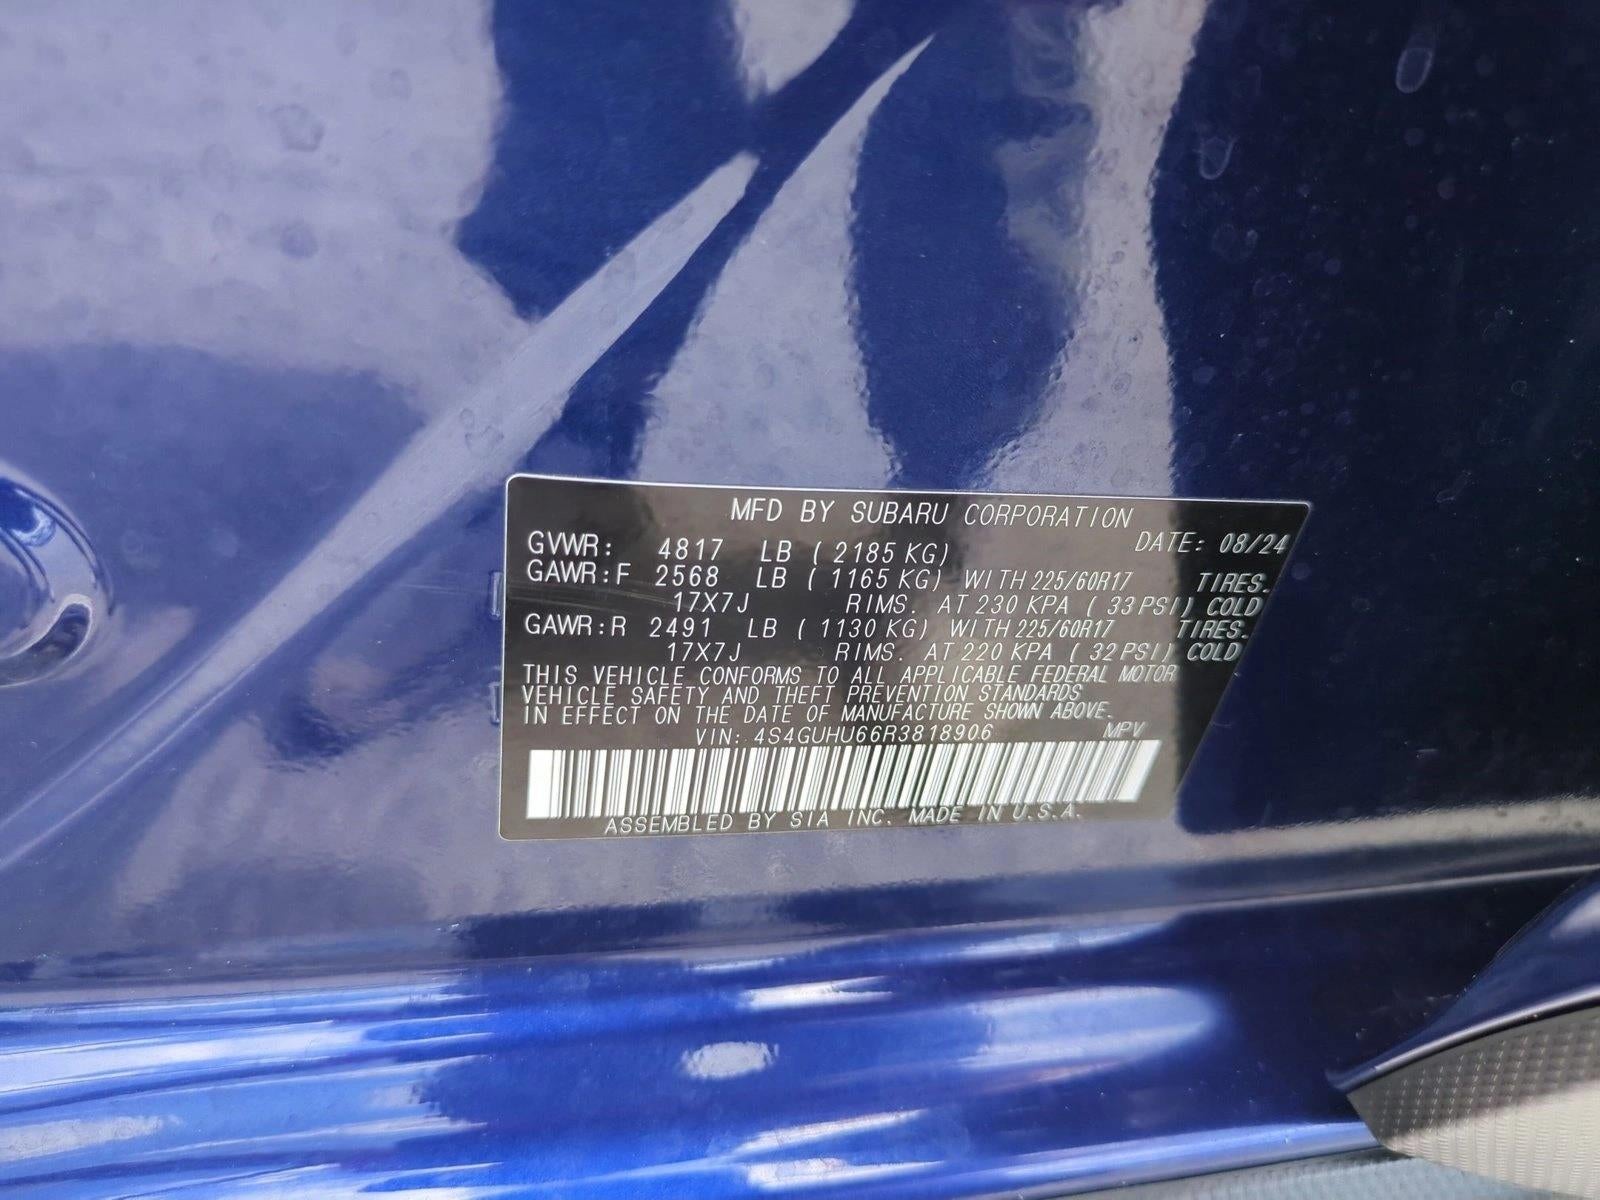 MFD BY SUBARU CORPORATION
DATE: 08/24
GVWR: 4817 LB ( 2185 KG)
GAWR:F 2568 LB ( 1165 KG) WITH 225/60R17 TIRES.
17X7J RIMS. AT 230 KPA ( 33 PSI) COLD
GAWR:R 2491 LB ( 1130 KG) WITH 225/60R17 TIRES.
17X7J RIMS. AT 220 KPA ( 32 PSI) COLD
THIS VEHICLE CONFORMS TO ALL APPLICABLE FEDERAL MOTOR
VEHICLE SAFETY AND THEFT PREVENTION STANDARDS
IN EFFECT ON THE DATE OF MANUFACTURE SHOWN ABOVE.
VIN: 4S4GUHU66R3818906 MPV
ASSEMBLED BY SIA INC. MADE IN U.S.A.